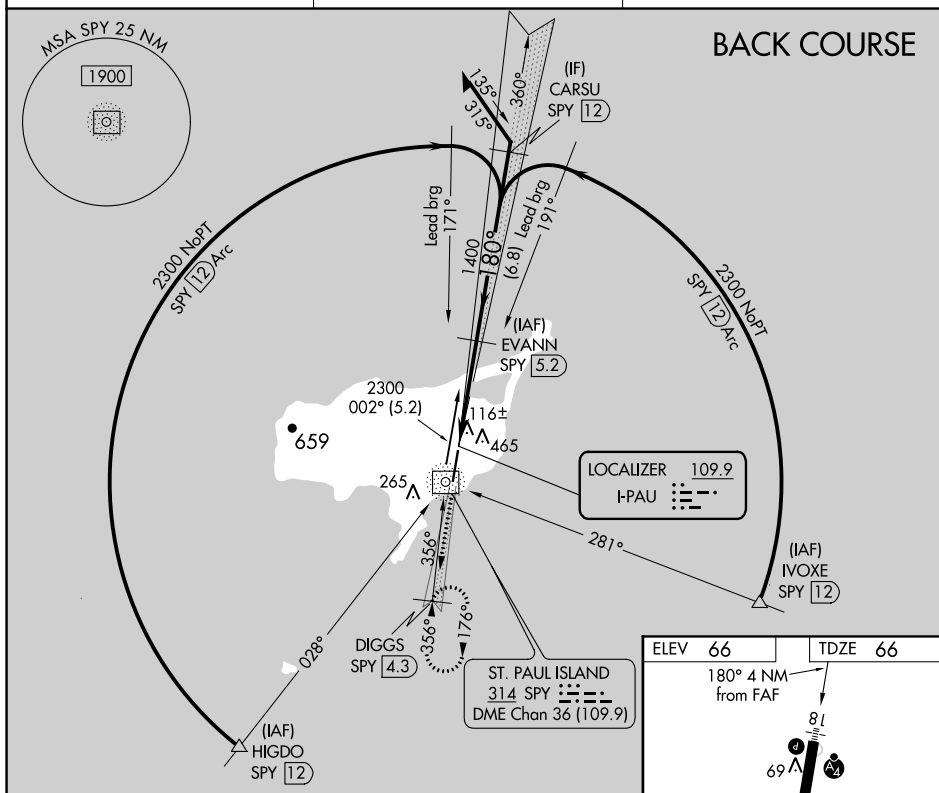 BACK COURSE
MSA SPY 25 NM
1900
135°
315°
360°
(IF)
CARSU
SPY 12
Lead brg
171°
Lead brg
191°
1400
180°
(6.8)
2300 NoPT
SPY 12 Arc
2300 NoPT
SPY 12 Arc
(IAF)
EVANN
SPY 5.2
2300
002° (5.2)
116±
465
659
265
LOCALIZER 109.9
I-PAU
281°
(IAF)
IVOXE
SPY 12
356°
356°
176°
028°
DIGGS
SPY 4.3
ST. PAUL ISLAND
314 SPY
DME Chan 36 (109.9)
(IAF)
HIGDO
SPY 12
ELEV 66
TDZE 66
180° 4 NM
from FAF
18
P
69
A4